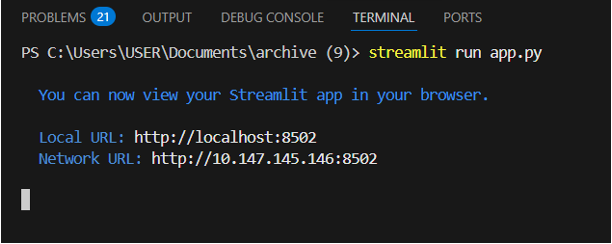 PROBLEMS 21 OUTPUT DEBUG CONSOLE TERMINAL PORTS
PS C:\Users\USER\Documents\archive (9)> streamlit run app.py
You can now view your Streamlit app in your browser.
Local URL: http://localhost:8502
Network URL: http://10.147.145.146:8502